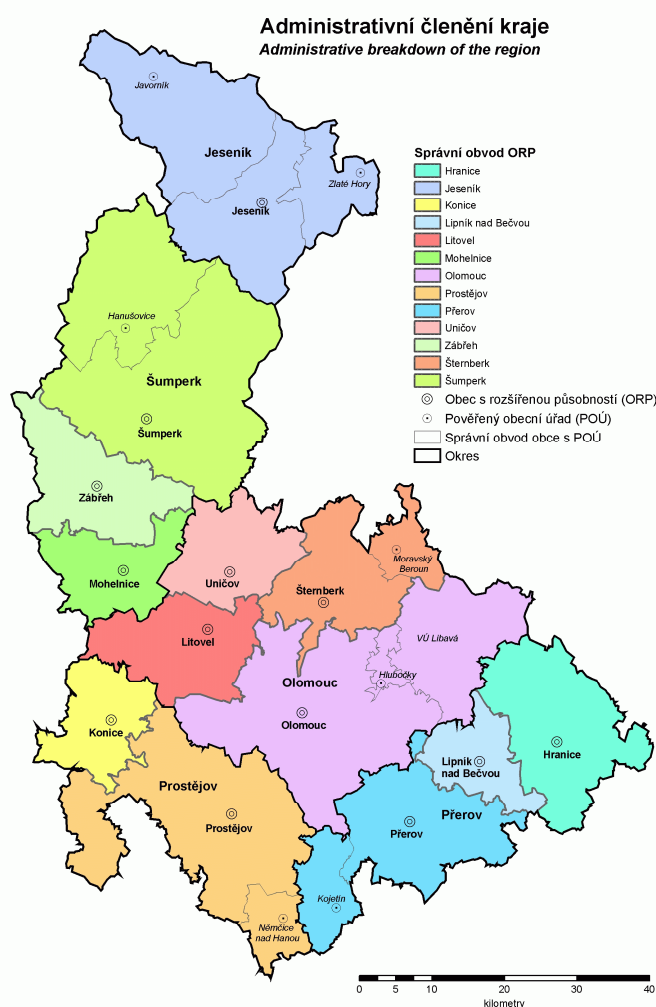 Administrativní členění kraje
Administrative breakdown of the region
Javorník
Jeseník
Zlaté Hory
Jeseník
Správní obvod ORP
Hranice
Jeseník
Konice
Lipník nad Bečvou
Litovel
Mohelnice
Olomouc
Prostějov
Přerov
Uničov
Zábřeh
Šternberk
Šumperk
Obec s rozšířenou působností (ORP)
Pověřený obecní úřad (POÚ)
Správní obvod obce s POÚ
Okres
Hanušovice
Šumperk
Šumperk
Zábřeh
Mohelnice
Uničov
Moravský
Beroun
Šternberk
Litovel
VÚ Libavá
Hlubočky
Olomouc
Olomouc
Konice
Hranice
Lipník
nad Bečvou
Prostějov
Prostějov
Přerov
Přerov
Kojetín
Němčice
nad Hanou
0 5 10 20 30 40
kilometry